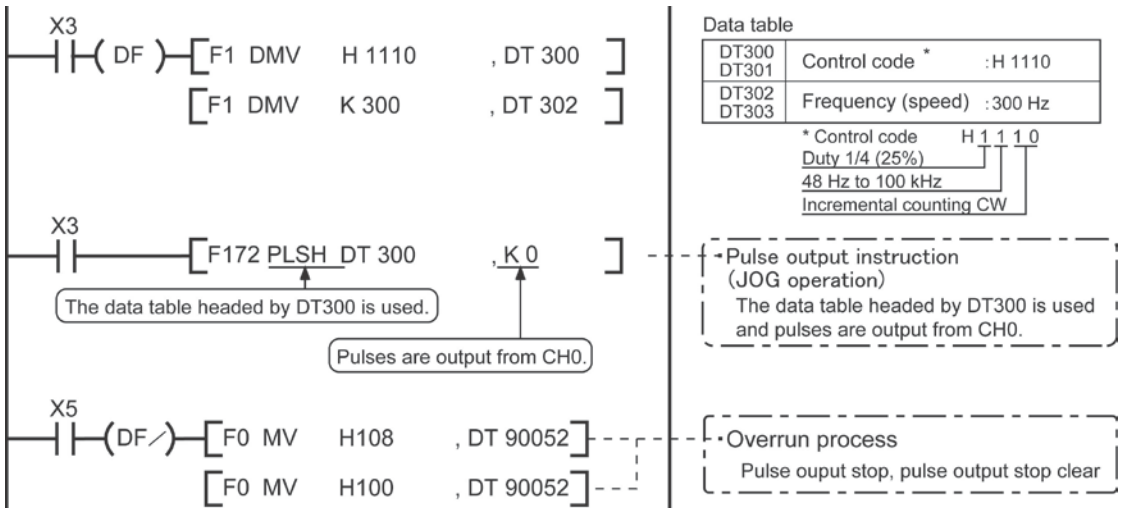 X3
( DF ) [F1 DMV H 1110 , DT 300 ]
[F1 DMV K 300 , DT 302 ]
X3
[F172 PLSH DT 300 , K 0 ]
The data table headed by DT300 is used.
Pulses are output from CH0.
X5
(DF/) [F0 MV H108 , DT 90052]
[F0 MV H100 , DT 90052]
Data table
DT300
DT301
Control code * :H 1110
DT302
DT303
Frequency (speed) :300 Hz
* Control code H 1 1 1 0
Duty 1/4 (25%)
48 Hz to 100 kHz
Incremental counting CW
•Pulse output instruction
(JOG operation)
The data table headed by DT300 is used
and pulses are output from CH0.
•Overrun process
Pulse ouput stop, pulse output stop clear